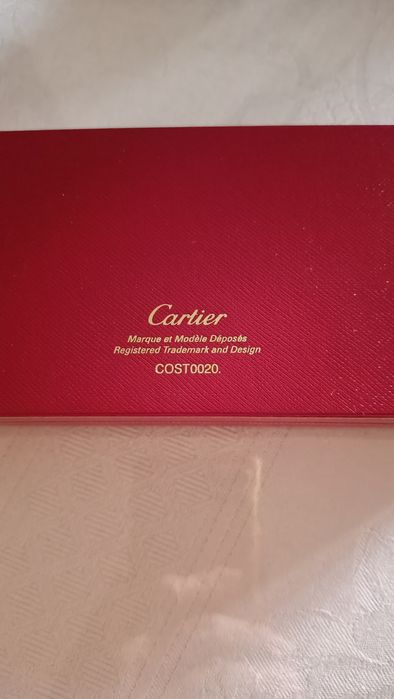 Cartier
Marque et Modèle Déposés
Registered Trademark and Design
COST0020.